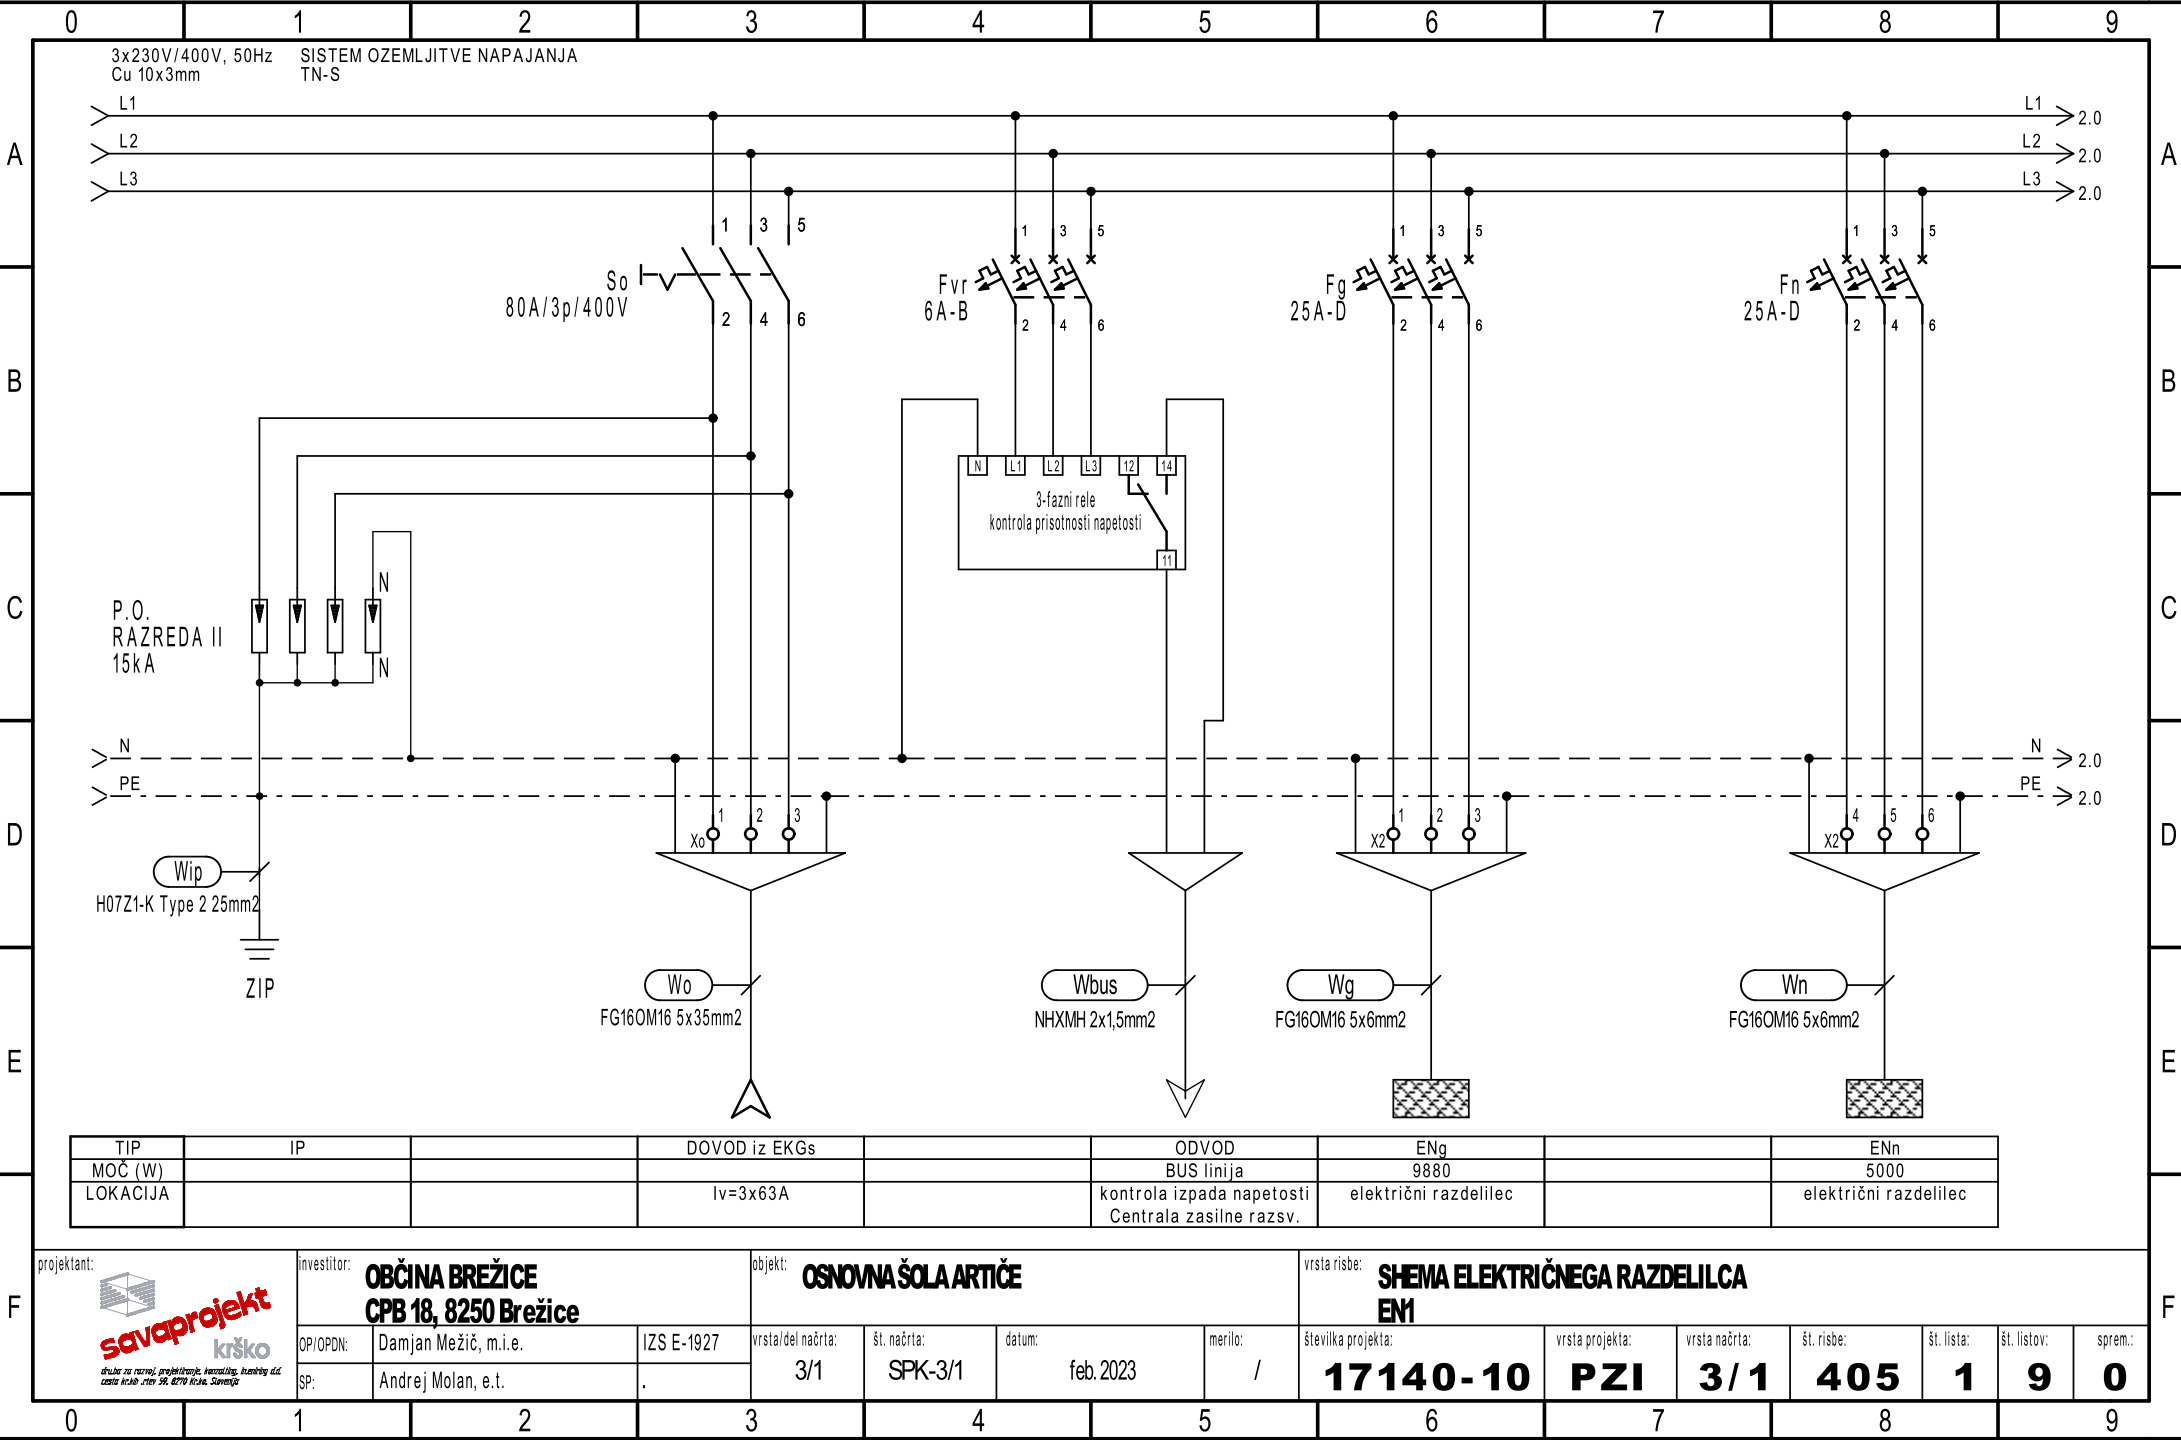 0 1 2 3 4 5 6 7 8 9
3x230V/400V, 50Hz SISTEM OZEMLJITVE NAPAJANJA
Cu 10x3mm TN-S
L1 L1 2.0
A L2 L2 2.0 A
L3 L3 2.0
1 3 5 1 3 5 1 3 5 1 3 5
So Fvr Fg Fn
80A/3p/400V 6A-B 25A-D 25A-D
2 4 6 2 4 6 2 4 6 2 4 6
B B
N L1 L2 L3 12 14
3-fazni rele
kontrola prisotnosti napetosti
11
N
C P.O. C
RAZREDA II
15kA N
N N 2.0
PE PE 2.0
1 2 3 1 2 3 4 5 6
D Xo X2 X2 D
Wip
H07Z1-K Type 2 25mm2
ZIP
Wo Wbus Wg Wn
FG16OM16 5x35mm2 NHXMH 2x1,5mm2 FG16OM16 5x6mm2 FG16OM16 5x6mm2
E E
TIP IP DOVOD iz EKGs ODVOD ENg ENn
MOČ (W) BUS linija 9880 5000
LOKACIJA Iv=3x63A kontrola izpada napetosti električni razdelilec električni razdelilec
Centrala zasilne razsv.
projektant: investitor: OBČINA BREŽICE objekt: OSNOVNA ŠOLA ARTIČE vrsta risbe: SHEMA ELEKTRIČNEGA RAZDELILCA
CPB 18, 8250 Brežice EN1
F F
savaprojekt
krško
OP/OPDN: Damjan Mežič, m.i.e. IZS E-1927 vrsta/del načrta: št. načrta: datum: merilo: številka projekta: vrsta projekta: vrsta načrta: št. risbe: št. lista: št. listov: sprem.:
SP: Andrej Molan, e.t. . 3/1 SPK-3/1 feb. 2023 / 17140-10 PZI 3/1 405 1 9 0
0 1 2 3 4 5 6 7 8 9